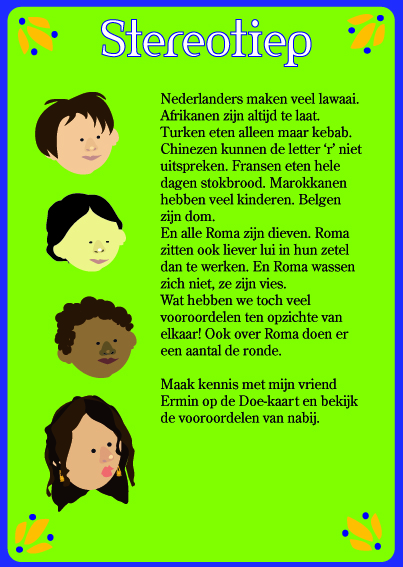 Stereotiep
Nederlanders maken veel lawaai.
Afrikanen zijn altijd te laat.
Turken eten alleen maar kebab.
Chinezen kunnen de letter ‘r’ niet
uitspreken. Fransen eten hele
dagen stokbrood. Marokkanen
hebben veel kinderen. Belgen
zijn dom.
En alle Roma zijn dieven. Roma
zitten ook liever lui in hun zetel
dan te werken. En Roma wassen
zich niet, ze zijn vies.
Wat hebben we toch veel
vooroordelen ten opzichte van
elkaar! Ook over Roma doen er
een aantal de ronde.
Maak kennis met mijn vriend
Ermin op de Doe-kaart en bekijk
de vooroordelen van nabij.